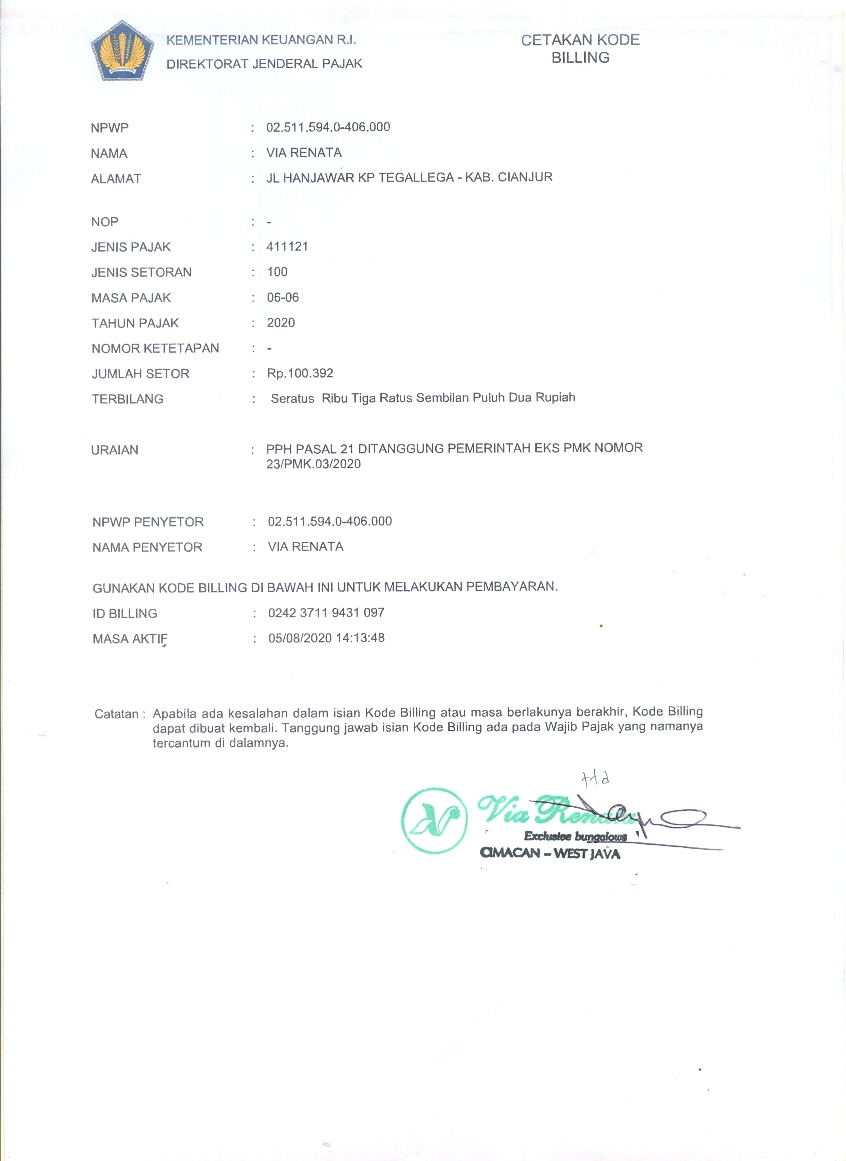 KEMENTERIAN KEUANGAN R.I.
DIREKTORAT JENDERAL PAJAK
CETAKAN KODE
BILLING
NPWP : 02.511.594.0-406.000
NAMA : VIA RENATA
ALAMAT : JL HANJAWAR KP TEGALLEGA - KAB. CIANJUR
NOP : -
JENIS PAJAK : 411121
JENIS SETORAN : 100
MASA PAJAK : 06-06
TAHUN PAJAK : 2020
NOMOR KETETAPAN : -
JUMLAH SETOR : Rp.100.392
TERBILANG : Seratus Ribu Tiga Ratus Sembilan Puluh Dua Rupiah
URAIAN : PPH PASAL 21 DITANGGUNG PEMERINTAH EKS PMK NOMOR
23/PMK.03/2020
NPWP PENYETOR : 02.511.594.0-406.000
NAMA PENYETOR : VIA RENATA
GUNAKAN KODE BILLING DI BAWAH INI UNTUK MELAKUKAN PEMBAYARAN.
ID BILLING : 0242 3711 9431 097
MASA AKTIF : 05/08/2020 14:13:48
Catatan : Apabila ada kesalahan dalam isian Kode Billing atau masa berlakunya berakhir, Kode Billing
dapat dibuat kembali. Tanggung jawab isian Kode Billing ada pada Wajib Pajak yang namanya
tercantum di dalamnya.
Via Renata
Exclusive bungalows
CIMACAN - WEST JAVA